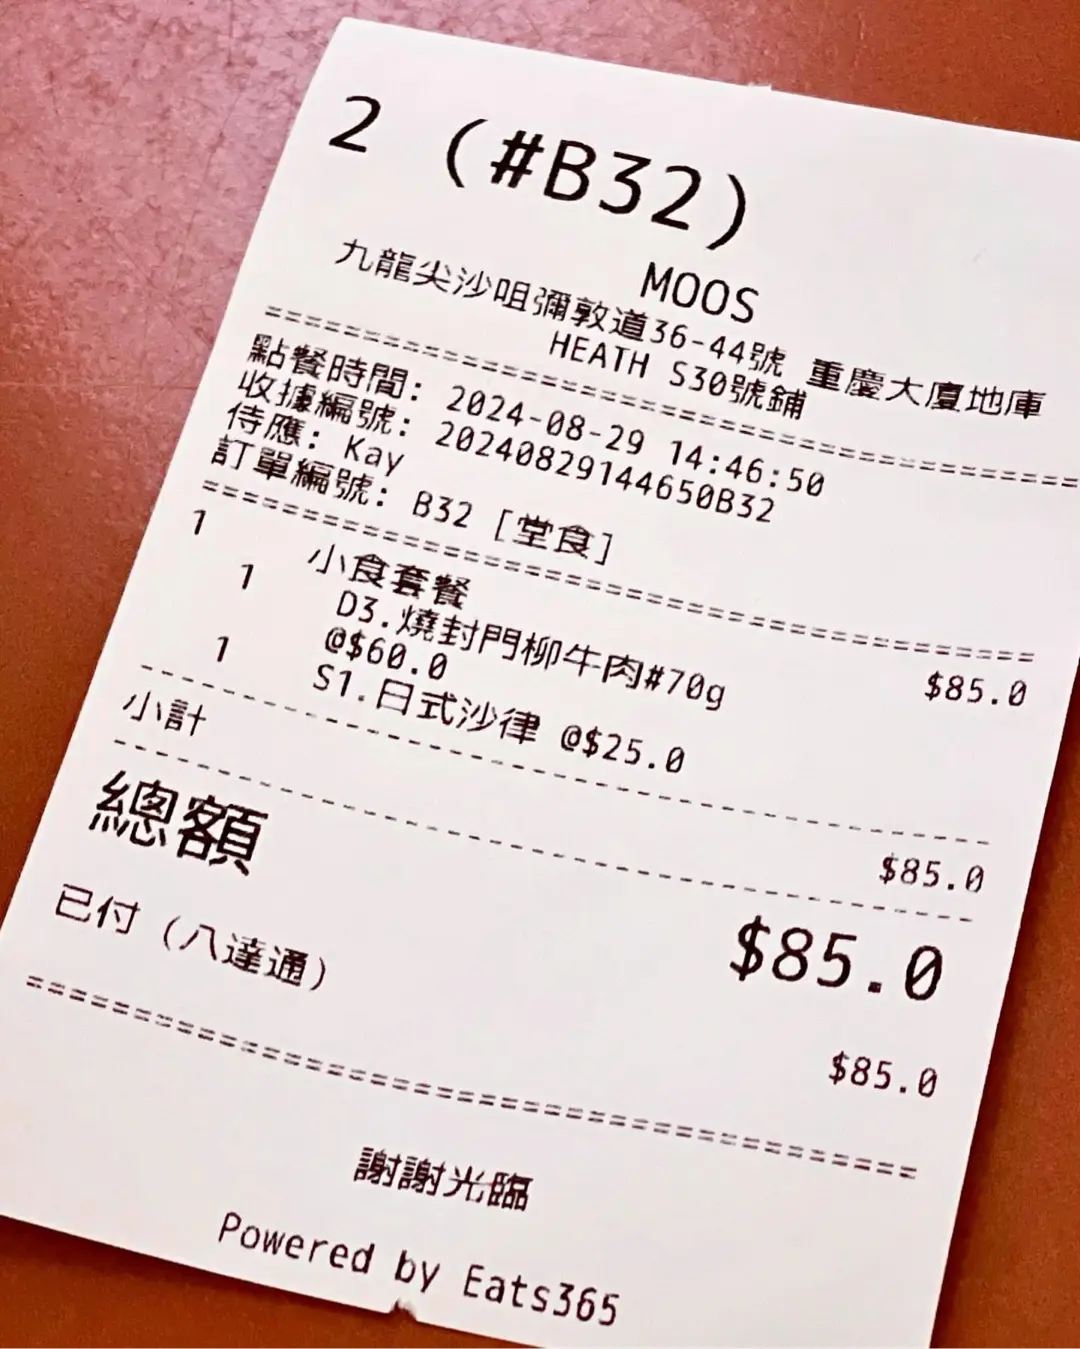 2 (#B32)
MOOS
九龍尖沙咀彌敦道36-44號 重慶大廈地庫
HEATH S30號鋪
================================================
點餐時間: 2024-08-29 14:46:50
收據編號: 20240829144650B32
侍應: Kay
訂單編號: B32 [堂食]
================================================
1 小食套餐 $85.0
1 D3.燒封門柳牛肉#70g
@$60.0
1 S1.日式沙律 @$25.0
------------------------------------------------
小計 $85.0
------------------------------------------------
總額 $85.0
已付 (八達通) $85.0
================================================
謝謝光臨
Powered by Eats365